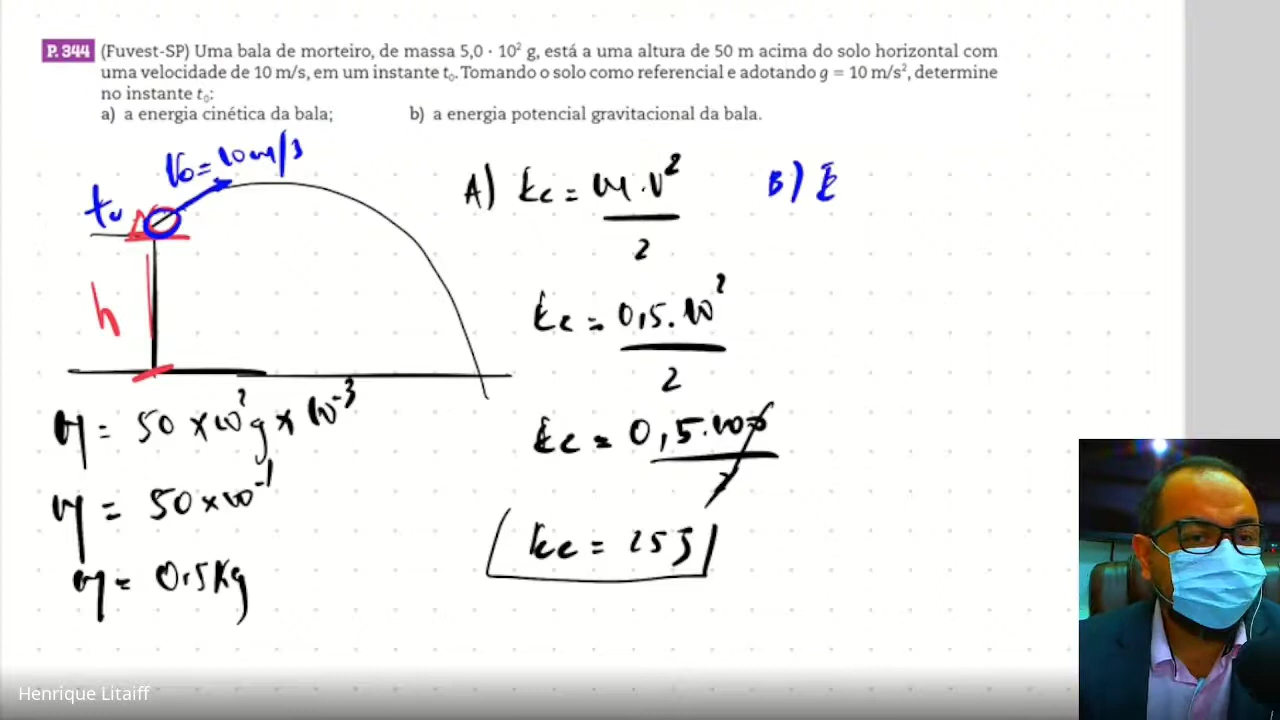 P. 344 (Fuvest-SP) Uma bala de morteiro, de massa 5,0 · 10² g, está a uma altura de 50 m acima do solo horizontal com
uma velocidade de 10 m/s, em um instante t₀. Tomando o solo como referencial e adotando g = 10 m/s², determine
no instante t₀:
a) a energia cinética da bala; b) a energia potencial gravitacional da bala.
V₀ = 10 m/s
t₀
h
m = 50 × 10² g × 10⁻³
m = 50 × 10⁻¹
m = 0,5 Kg
A) Ec = m . v²
2
Ec = 0,5 . 10²
2
Ec = 0,5 . 100
2
Ec = 25 J
B) E
Henrique Litaiff